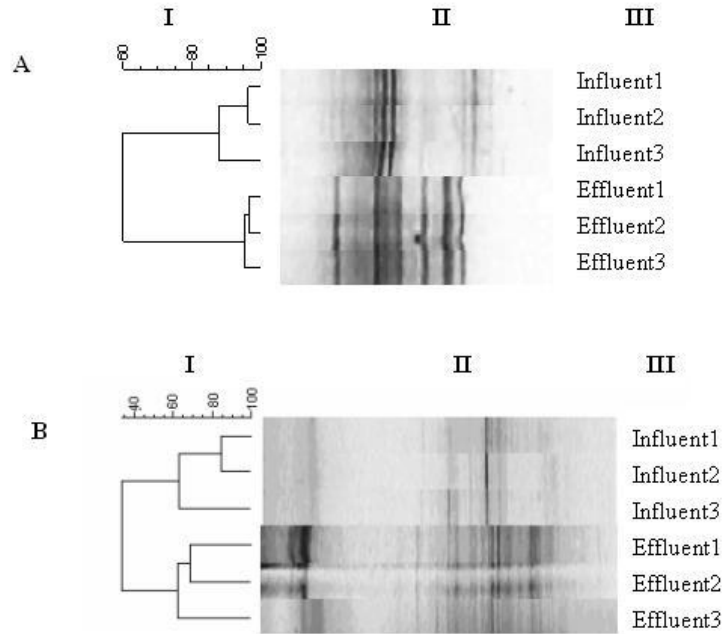 I II III
A
60 80 100
Influent1
Influent2
Influent3
Effluent1
Effluent2
Effluent3
I II III
B
40 60 80 100
Influent1
Influent2
Influent3
Effluent1
Effluent2
Effluent3